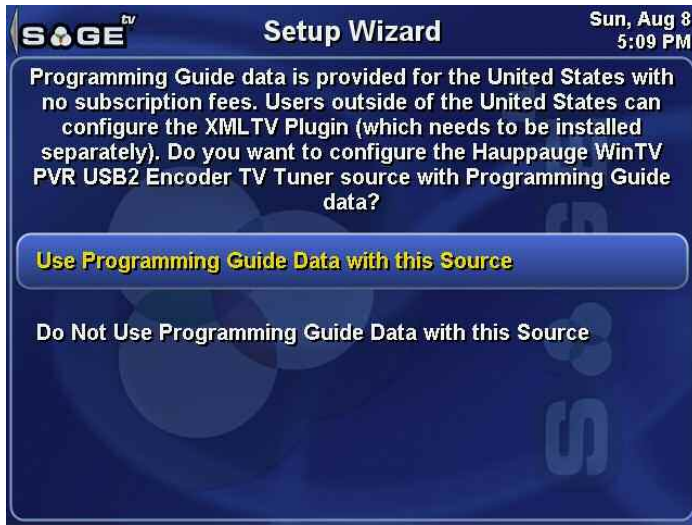 SAGE tv
Setup Wizard
Sun, Aug 8
5:09 PM
Programming Guide data is provided for the United States with
no subscription fees. Users outside of the United States can
configure the XMLTV Plugin (which needs to be installed
separately). Do you want to configure the Hauppauge WinTV
PVR USB2 Encoder TV Tuner source with Programming Guide
data?
Use Programming Guide Data with this Source
Do Not Use Programming Guide Data with this Source